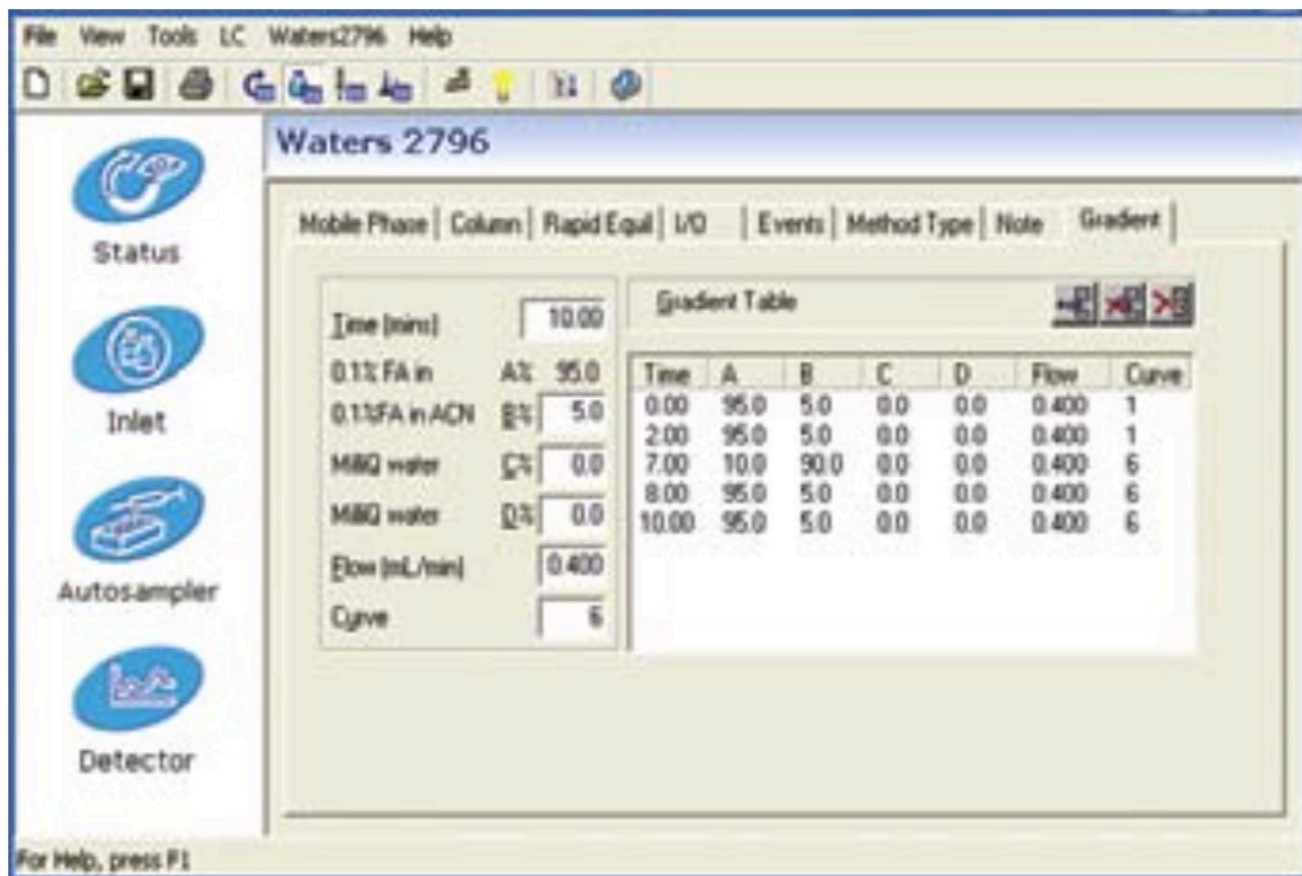 File View Tools LC Waters2796 Help
Waters 2796
Mobile Phase Column Rapid Equil I/O Events Method Type Note Gradient
Status
Inlet
Autosampler
Detector
Time (mins) 10.00
0.1% FA in A% 95.0
0.1%FA in ACN B% 5.0
MilliQ water C% 0.0
MilliQ water D% 0.0
Flow (mL/min) 0.400
Curve 6
Gradient Table
Time A B C D Flow Curve
0.00 95.0 5.0 0.0 0.0 0.400 1
2.00 95.0 5.0 0.0 0.0 0.400 1
7.00 10.0 90.0 0.0 0.0 0.400 6
8.00 95.0 5.0 0.0 0.0 0.400 6
10.00 95.0 5.0 0.0 0.0 0.400 6
For Help, press F1